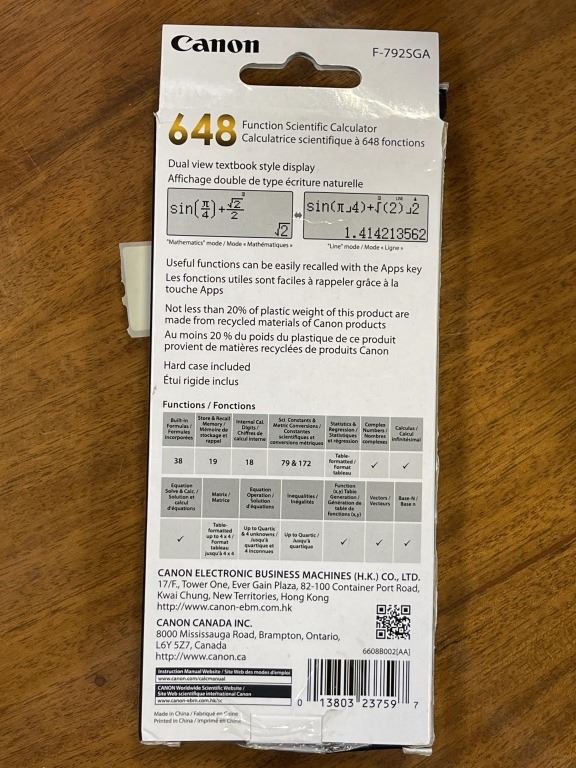 Canon
F-792SGA
648 Function Scientific Calculator
Calculatrice scientifique à 648 fonctions
Dual view textbook style display
Affichage double de type écriture naturelle
sin(π/4)+√2/2
√2
sin(π⌟4)+√(2)⌟2
1.414213562
"Mathematics" mode / Mode « Mathématiques »
"Line" mode / Mode « Ligne »
Useful functions can be easily recalled with the Apps key
Les fonctions utiles sont faciles à rappeler grâce à la
touche Apps
Not less than 20% of plastic weight of this product are
made from recycled materials of Canon products
Au moins 20 % du poids du plastique de ce produit
provient de matières recyclées de produits Canon
Hard case included
Étui rigide inclus
Functions / Fonctions
Built-in
Formulas /
Formules
incorporées
Store & Recall
Memory /
Mémoire de
stockage et
rappel
Internal Cal.
Digits /
Chiffres de
calcul interne
Sci. Constants &
Metric Conversions /
Constantes
scientifiques et
conversions métriques
Statistics &
Regression /
Statistiques
et régression
Complex
Numbers /
Nombres
complexes
Calculus /
Calcul
infinitésimal
38
19
18
79 & 172
Table-
formatted /
Format
tableau
✓
✓
Equation
Solve & Calc /
Solution et
calcul
d'équations
Matrix /
Matrice
Equation
Operation /
Solution
d'équations
Inequalities /
Inégalités
Function
(x,y) Table
Generation /
Génération de
table de
fonctions (x,y)
Vectors /
Vecteurs
Base-N /
Base n
✓
Table-
formatted
up to 4 x 4 /
Format
tableau
jusqu'à 4 x 4
Up to Quartic
& 4 unknowns /
Jusqu'à
quartique et
4 inconnues
Up to Quartic /
Jusqu'à
quartique
✓
✓
✓
CANON ELECTRONIC BUSINESS MACHINES (H.K.) CO., LTD.
17/F., Tower One, Ever Gain Plaza, 82-100 Container Port Road,
Kwai Chung, New Territories, Hong Kong
http://www.canon-ebm.com.hk
CANON CANADA INC.
8000 Mississauga Road, Brampton, Ontario,
L6Y 5Z7, Canada
http://www.canon.ca
6608B002[AA]
Instruction Manual Website / Site Web des modes d'emploi
www.canon.com/calcmanual
CANON Worldwide Scientific Website /
Site Web scientifique international Canon
www.canon-ebm.com.hk/sc
Made in China / Fabriqué en Chine
Printed in China / Imprimé en Chine
0 13803 23759 7